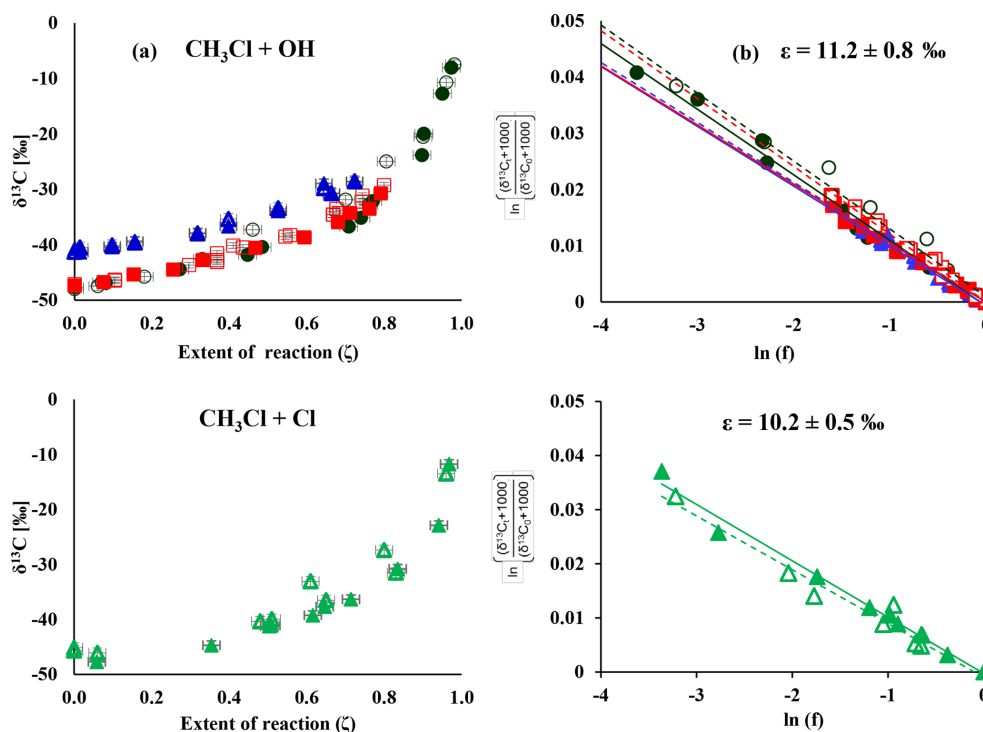 (a) CH₃Cl + OH
δ¹³C [‰]
0
-10
-20
-30
-40
-50
0.0 0.2 0.4 0.6 0.8 1.0
Extent of reaction (ζ)
(b) ε = 11.2 ± 0.8 ‰
ln {(δ¹³Cₜ+1000) / (δ¹³C₀+1000)}
0.05
0.04
0.03
0.02
0.01
0
-4 -3 -2 -1 0
ln (f)
CH₃Cl + Cl
δ¹³C [‰]
0
-10
-20
-30
-40
-50
0.0 0.2 0.4 0.6 0.8 1.0
Extent of reaction (ζ)
ε = 10.2 ± 0.5 ‰
ln {(δ¹³Cₜ+1000) / (δ¹³C₀+1000)}
0.05
0.04
0.03
0.02
0.01
0
-4 -3 -2 -1 0
ln (f)